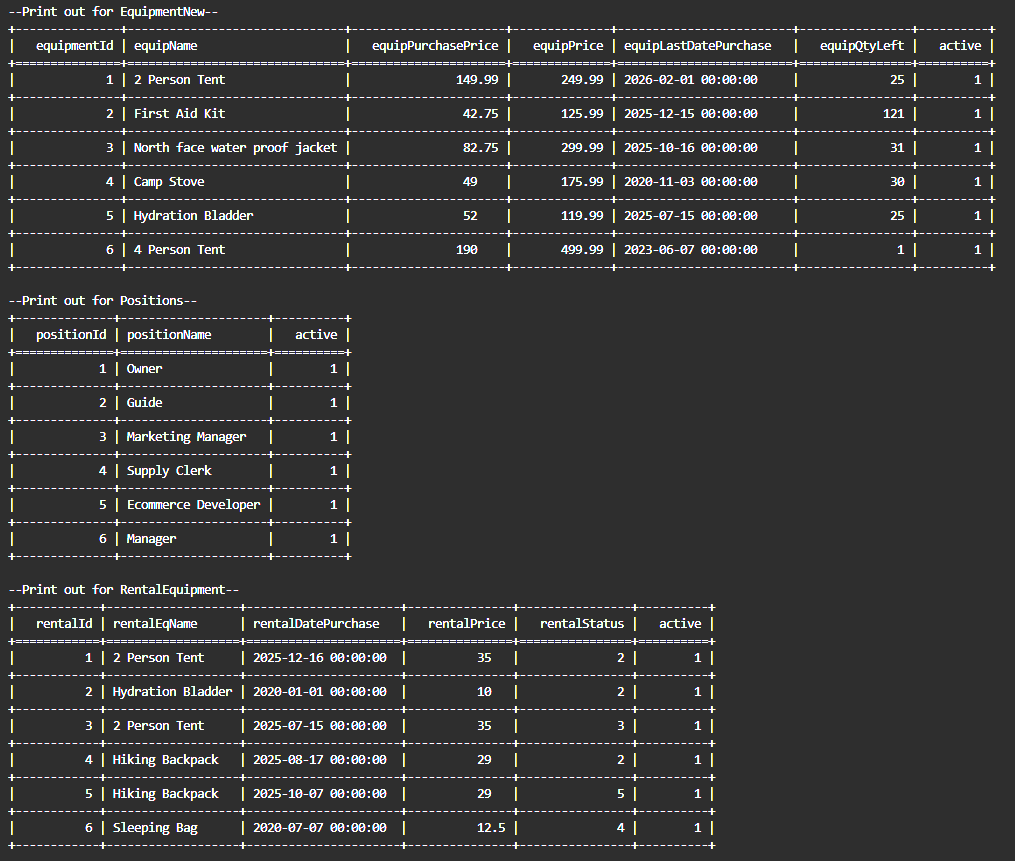 --Print out for EquipmentNew--
+--------------+-----------------------------+---------------------+-------------+-----------------------+---------------+----------+
|   equipmentId | equipName                   |   equipPurchasePrice |   equipPrice | equipLastDatePurchase   |   equipQtyLeft |   active |
+===============+=============================+======================+==============+=========================+================+==========+
|             1 | 2 Person Tent               |               149.99 |       249.99 | 2026-02-01 00:00:00     |             25 |        1 |
+---------------+-----------------------------+----------------------+--------------+-------------------------+----------------+----------+
|             2 | First Aid Kit               |                42.75 |       125.99 | 2025-12-15 00:00:00     |            121 |        1 |
+---------------+-----------------------------+----------------------+--------------+-------------------------+----------------+----------+
|             3 | North face water proof jacket |                82.75 |       299.99 | 2025-10-16 00:00:00     |             31 |        1 |
+---------------+-----------------------------+----------------------+--------------+-------------------------+----------------+----------+
|             4 | Camp Stove                  |                49    |       175.99 | 2020-11-03 00:00:00     |             30 |        1 |
+---------------+-----------------------------+----------------------+--------------+-------------------------+----------------+----------+
|             5 | Hydration Bladder           |                52    |       119.99 | 2025-07-15 00:00:00     |             25 |        1 |
+---------------+-----------------------------+----------------------+--------------+-------------------------+----------------+----------+
|             6 | 4 Person Tent               |               190    |       499.99 | 2023-06-07 00:00:00     |              1 |        1 |
+---------------+-----------------------------+----------------------+--------------+-------------------------+----------------+----------+
--Print out for Positions--
+--------------+---------------------+----------+
|   positionId | positionName        |   active |
+==============+=====================+==========+
|            1 | Owner               |        1 |
+--------------+---------------------+----------+
|            2 | Guide               |        1 |
+--------------+---------------------+----------+
|            3 | Marketing Manager   |        1 |
+--------------+---------------------+----------+
|            4 | Supply Clerk        |        1 |
+--------------+---------------------+----------+
|            5 | Ecommerce Developer |        1 |
+--------------+---------------------+----------+
|            6 | Manager             |        1 |
+--------------+---------------------+----------+
--Print out for RentalEquipment--
+------------+-------------------+----------------------+---------------+----------------+----------+
|   rentalId | rentalEqName      | rentalDatePurchase   |   rentalPrice |   rentalStatus |   active |
+============+===================+======================+===============+================+==========+
|          1 | 2 Person Tent     | 2025-12-16 00:00:00  |          35   |              2 |        1 |
+------------+-------------------+----------------------+---------------+----------------+----------+
|          2 | Hydration Bladder | 2020-01-01 00:00:00  |          10   |              2 |        1 |
+------------+-------------------+----------------------+---------------+----------------+----------+
|          3 | 2 Person Tent     | 2025-07-15 00:00:00  |          35   |              3 |        1 |
+------------+-------------------+----------------------+---------------+----------------+----------+
|          4 | Hiking Backpack   | 2025-08-17 00:00:00  |          29   |              2 |        1 |
+------------+-------------------+----------------------+---------------+----------------+----------+
|          5 | Hiking Backpack   | 2025-10-07 00:00:00  |          29   |              5 |        1 |
+------------+-------------------+----------------------+---------------+----------------+----------+
|          6 | Sleeping Bag      | 2020-07-07 00:00:00  |          12.5 |              4 |        1 |
+------------+-------------------+----------------------+---------------+----------------+----------+